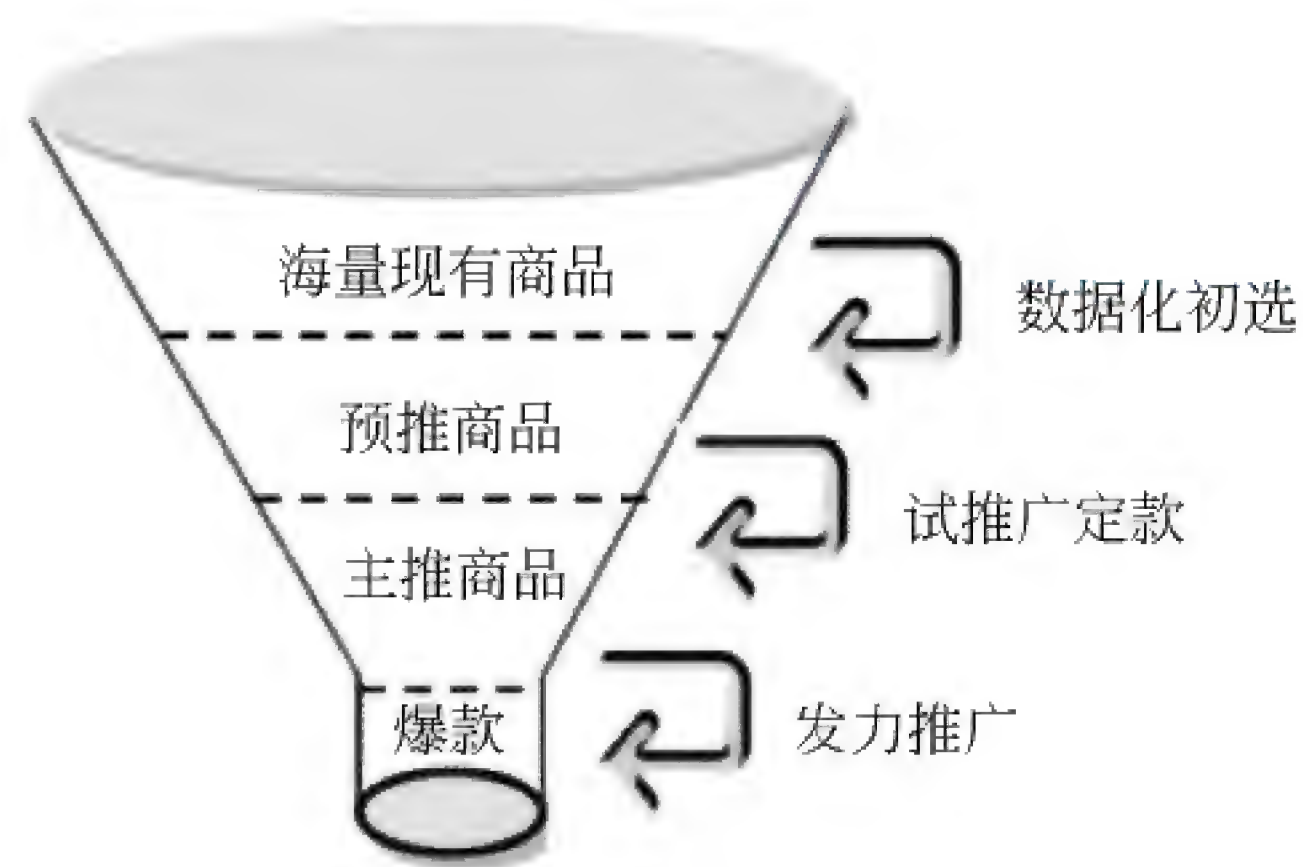 海量现有商品
数据化初选
预推商品
试推广定款
主推商品
发力推广
爆款